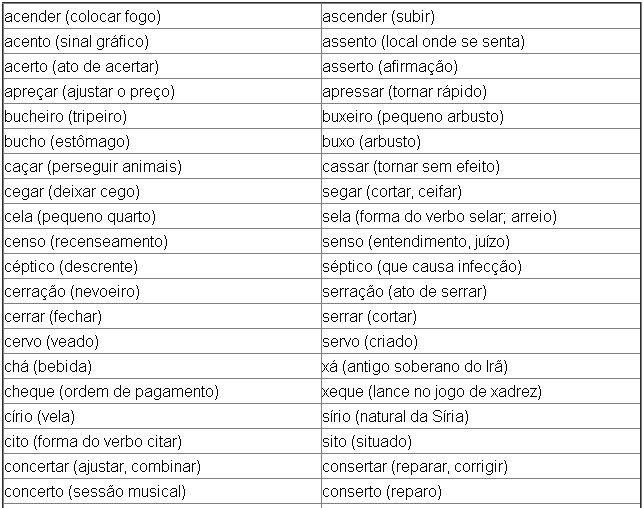 acender (colocar fogo) ascender (subir)
acento (sinal gráfico) assento (local onde se senta)
acerto (ato de acertar) asserto (afirmação)
apreçar (ajustar o preço) apressar (tornar rápido)
bucheiro (tripeiro) buxeiro (pequeno arbusto)
bucho (estômago) buxo (arbusto)
caçar (perseguir animais) cassar (tornar sem efeito)
cegar (deixar cego) segar (cortar, ceifar)
cela (pequeno quarto) sela (forma do verbo selar; arreio)
censo (recenseamento) senso (entendimento, juízo)
céptico (descrente) séptico (que causa infecção)
cerração (nevoeiro) serração (ato de serrar)
cerrar (fechar) serrar (cortar)
cervo (veado) servo (criado)
chá (bebida) xá (antigo soberano do Irã)
cheque (ordem de pagamento) xeque (lance no jogo de xadrez)
círio (vela) sírio (natural da Síria)
cito (forma do verbo citar) sito (situado)
concertar (ajustar, combinar) consertar (reparar, corrigir)
concerto (sessão musical) conserto (reparo)